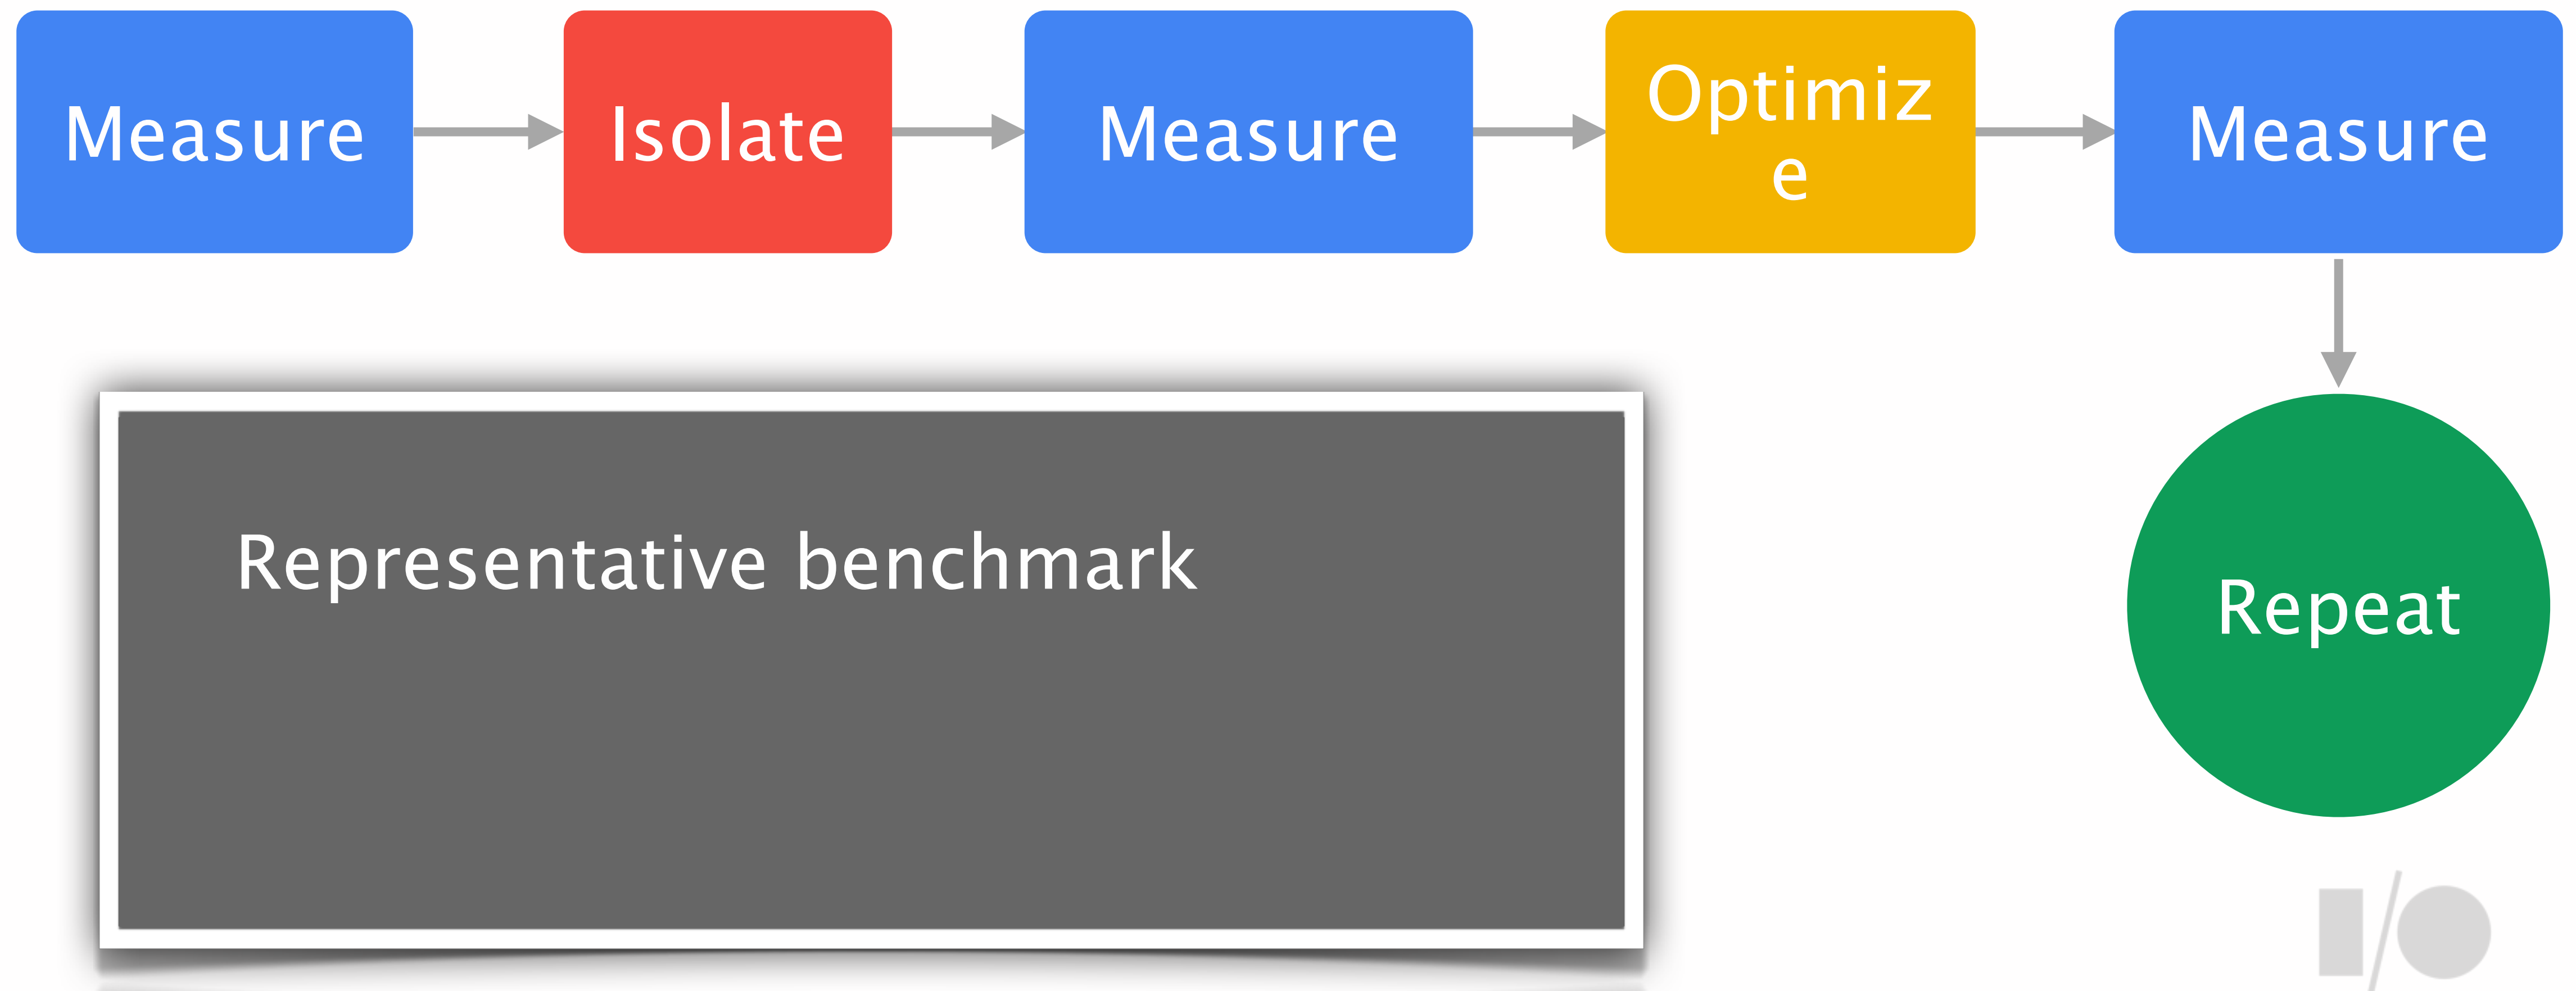 Measure
Isolate
Measure
Optimiz
e
Measure
Representative benchmark
Repeat
I/O